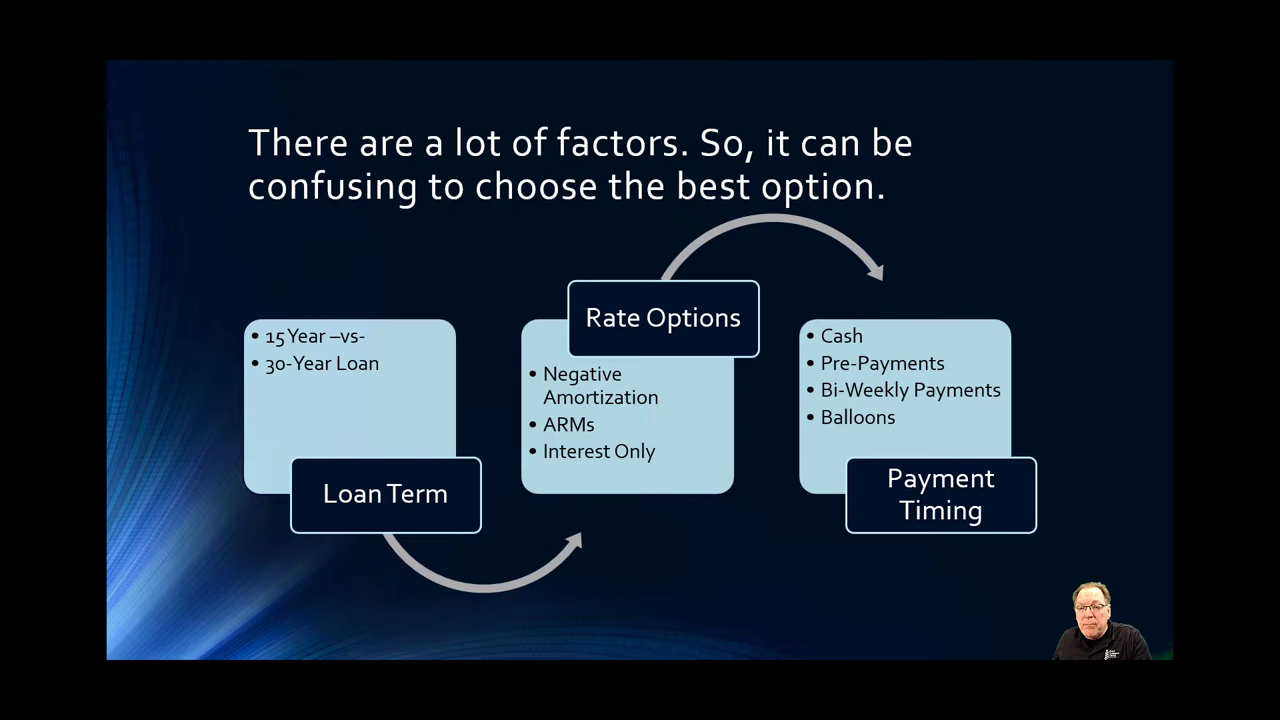 There are a lot of factors. So, it can be
confusing to choose the best option.
• 15 Year –vs-
• 30-Year Loan
Loan Term
Rate Options
• Negative
Amortization
• ARMs
• Interest Only
• Cash
• Pre-Payments
• Bi-Weekly Payments
• Balloons
Payment
Timing